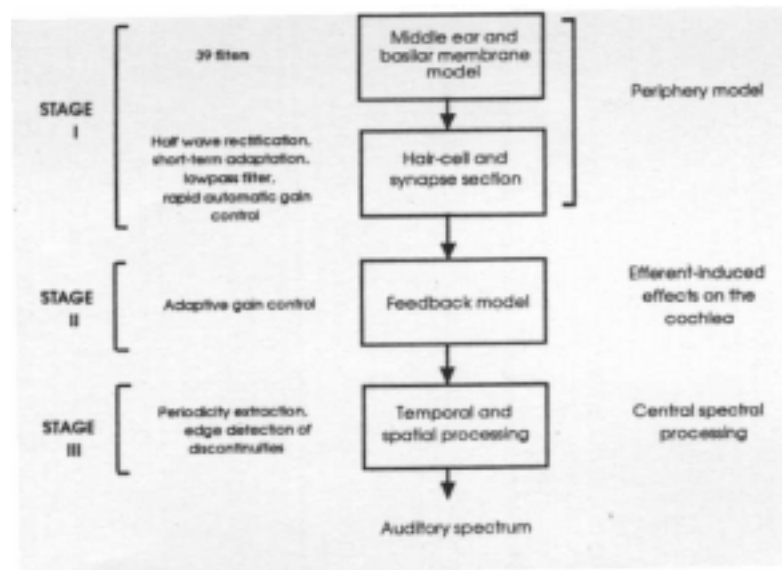 39 filters
Middle ear and
basilar membrane
model
Periphery model
STAGE
I
Half wave rectification,
short-term adaptation,
lowpass filter,
rapid automatic gain
control
Hair-cell and
synapse section
STAGE
II
Adaptive gain control
Feedback model
Efferent-induced
effects on the
cochlea
STAGE
III
Periodicity extraction,
edge detection of
discontinuities
Temporal and
spatial processing
Central spectral
processing
Auditory spectrum